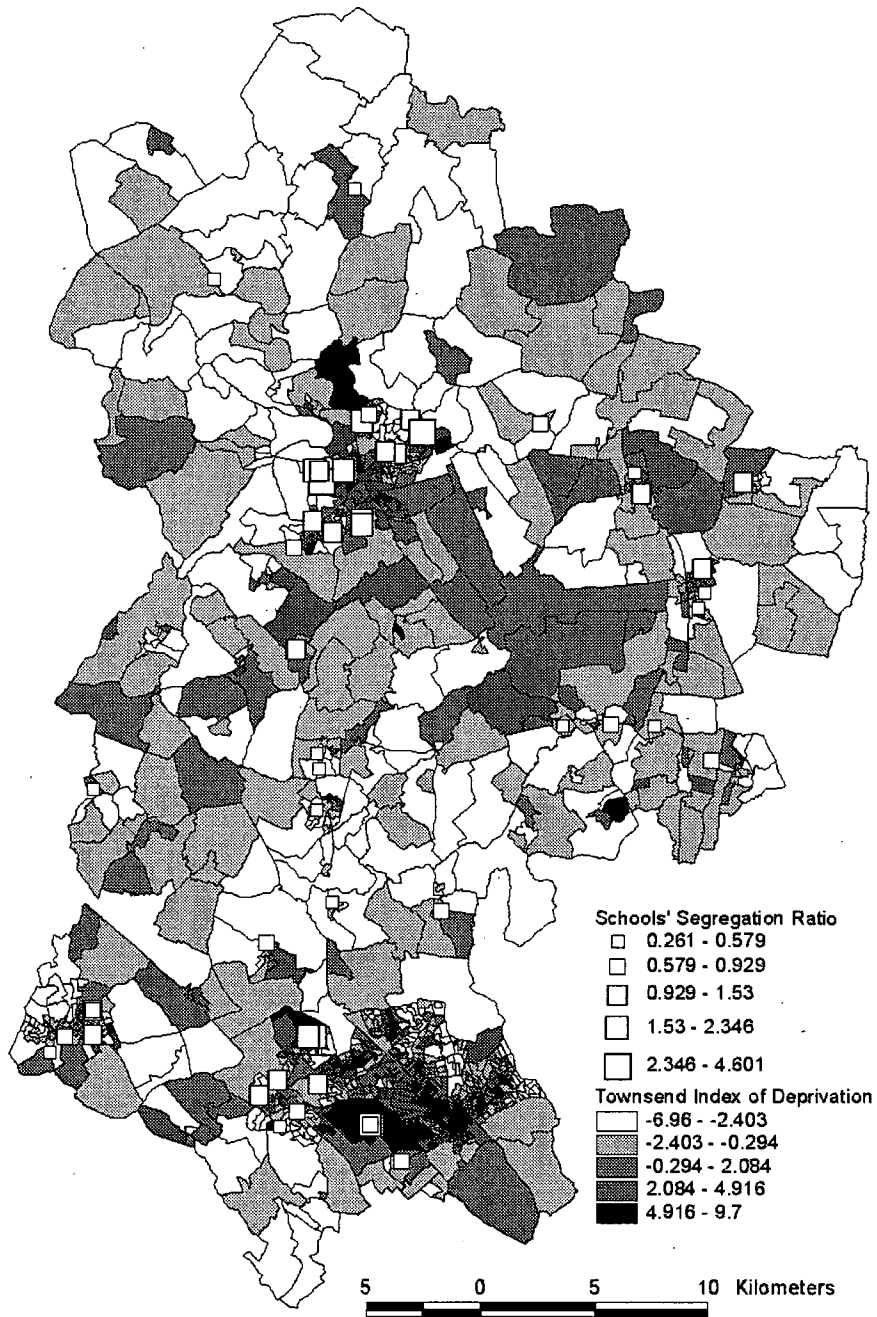 Schools' Segregation Ratio
0.261 - 0.579
0.579 - 0.929
0.929 - 1.53
1.53 - 2.346
2.346 - 4.601
Townsend Index of Deprivation
-6.96 - -2.403
-2.403 - -0.294
-0.294 - 2.084
2.084 - 4.916
4.916 - 9.7
5 0 5 10 Kilometers